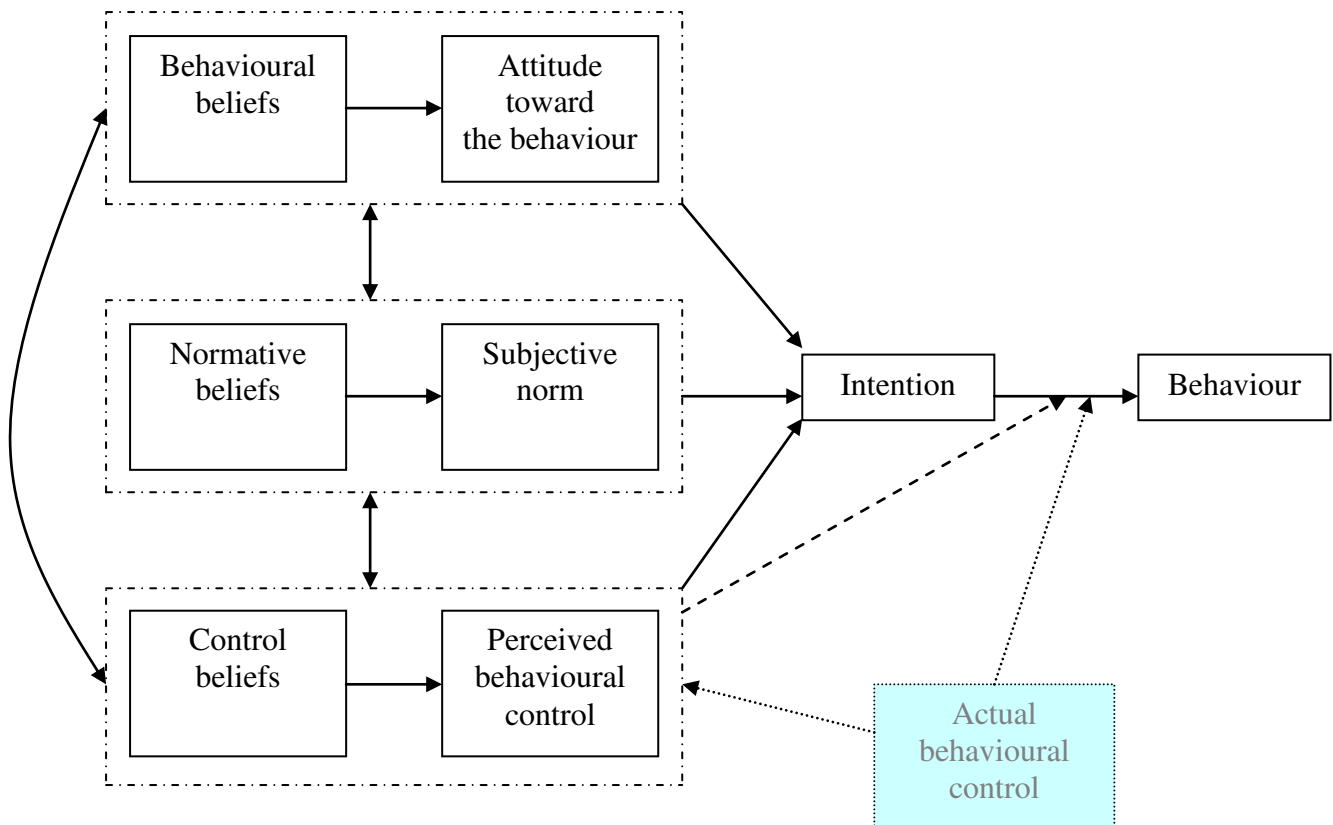 Behavioural
beliefs
Attitude
toward
the behaviour
Normative
beliefs
Subjective
norm
Intention
Behaviour
Control
beliefs
Perceived
behavioural
control
Actual
behavioural
control